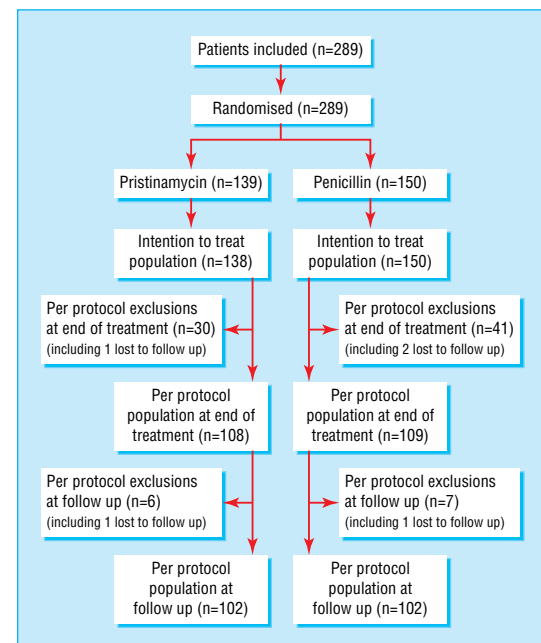 Patients included (n=289)
Randomised (n=289)
Pristinamycin (n=139)
Penicillin (n=150)
Intention to treat
population (n=138)
Intention to treat
population (n=150)
Per protocol exclusions
at end of treatment (n=30)
(including 1 lost to follow up)
Per protocol exclusions
at end of treatment (n=41)
(including 2 lost to follow up)
Per protocol
population at end of
treatment (n=108)
Per protocol
population at end of
treatment (n=109)
Per protocol exclusions
at follow up (n=6)
(including 1 lost to follow up)
Per protocol exclusions
at follow up (n=7)
(including 1 lost to follow up)
Per protocol
population at
follow up (n=102)
Per protocol
population at
follow up (n=102)